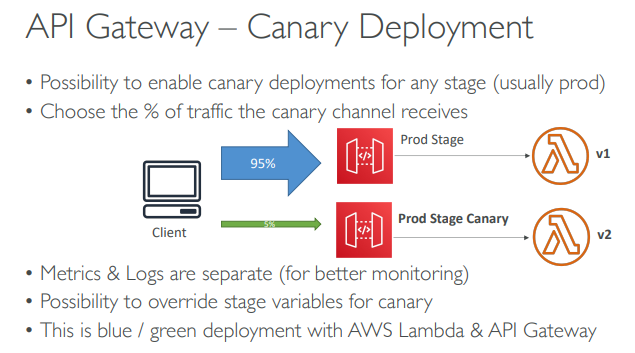 API Gateway – Canary Deployment
• Possibility to enable canary deployments for any stage (usually prod)
• Choose the % of traffic the canary channel receives
Prod Stage
95%
v1
Prod Stage Canary
5%
v2
Client
• Metrics & Logs are separate (for better monitoring)
• Possibility to override stage variables for canary
• This is blue / green deployment with AWS Lambda & API Gateway